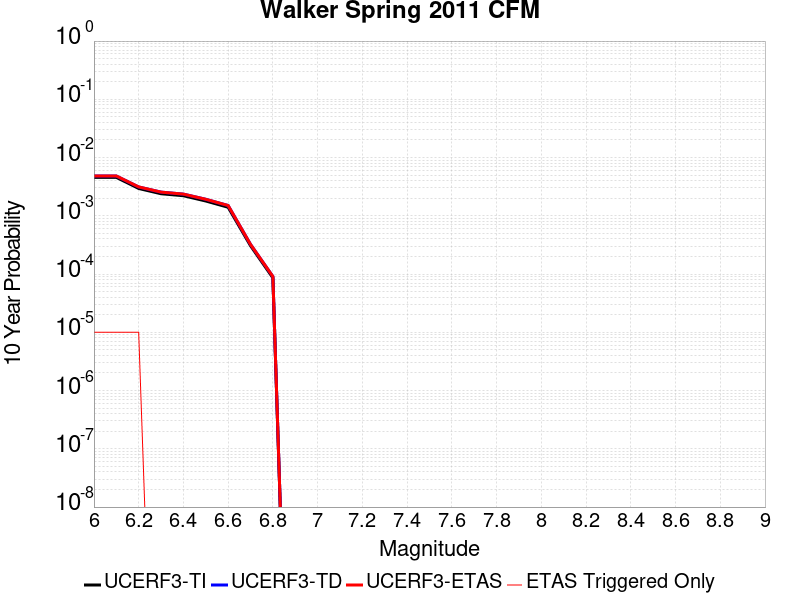 Walker Spring 2011 CFM
10 0
10 -1
10 -2
10 -3
10 -4
10 -5
10 -6
10 -7
10 -8
10 Year Probability
6 6.2 6.4 6.6 6.8 7 7.2 7.4 7.6 7.8 8 8.2 8.4 8.6 8.8 9
Magnitude
UCERF3-TI UCERF3-TD UCERF3-ETAS ETAS Triggered Only